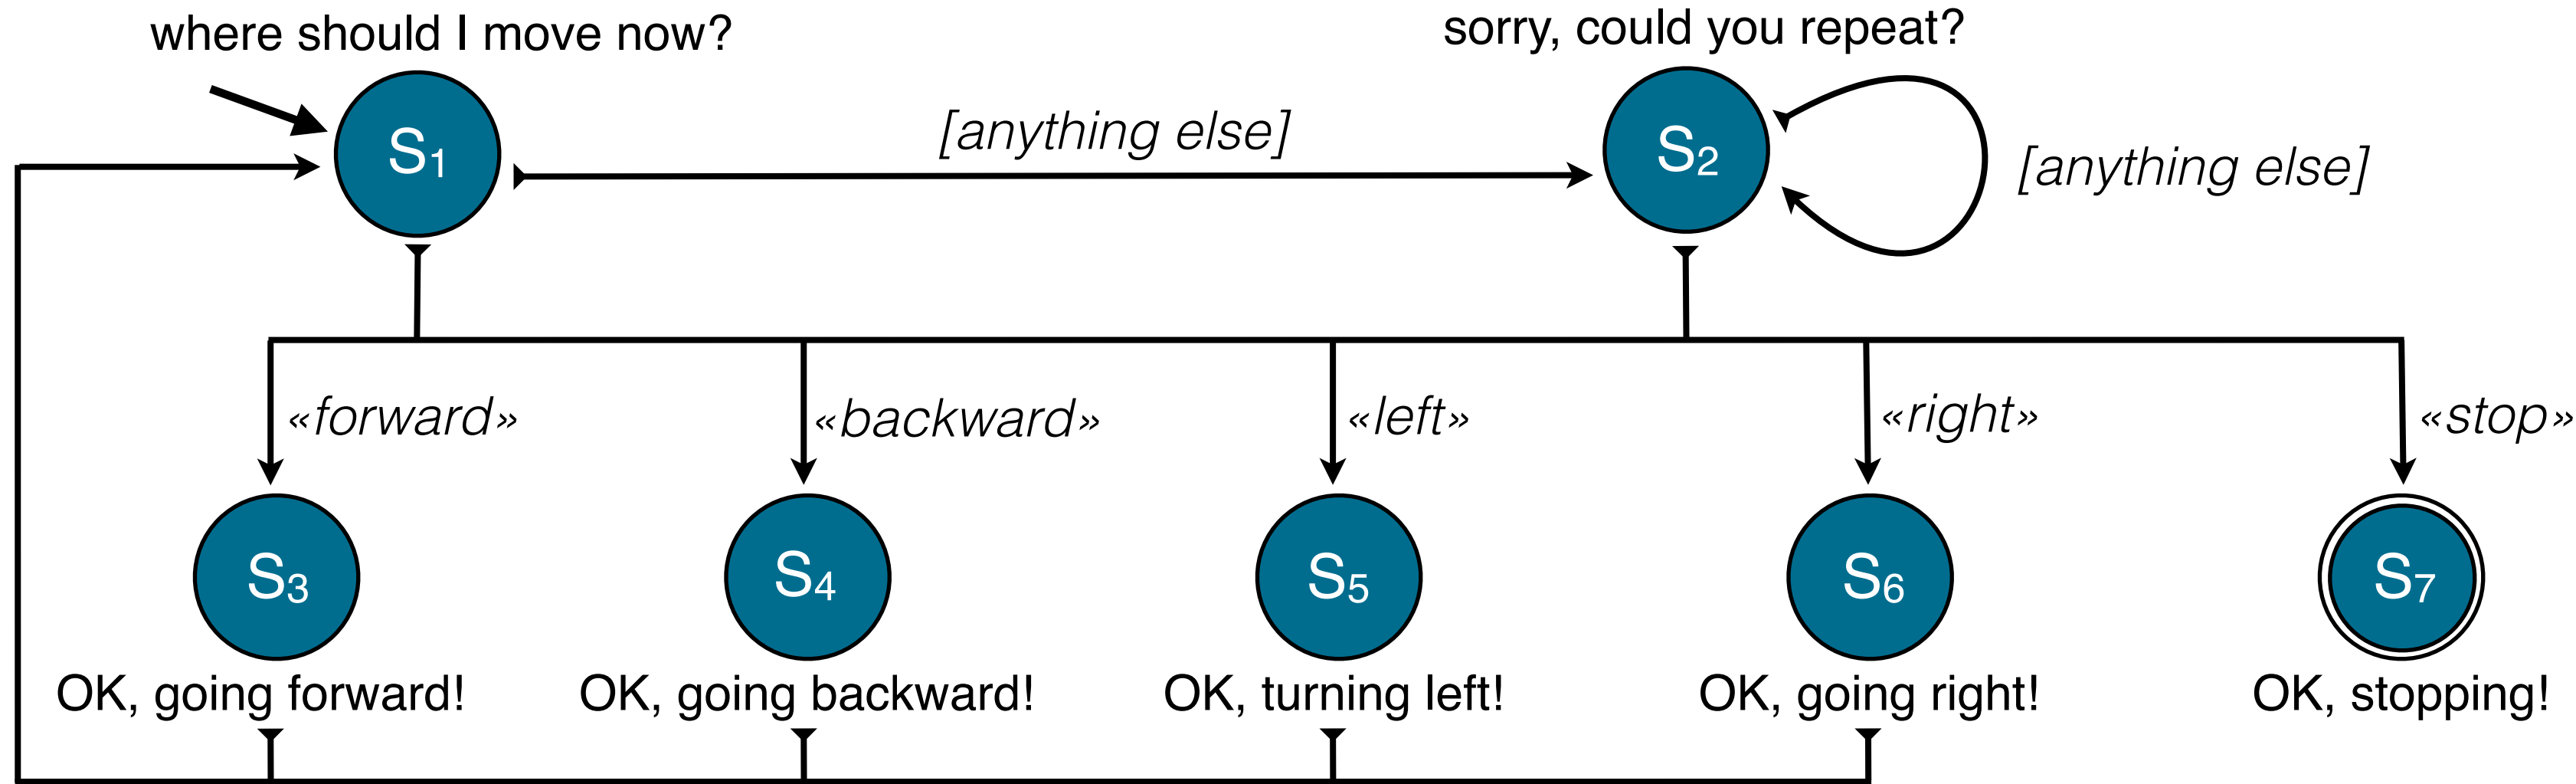 where should I move now?
sorry, could you repeat?
S₁
[anything else]
S₂
[anything else]
«forward»
«backward»
«left»
«right»
«stop»
S₃
S₄
S₅
S₆
S₇
OK, going forward!
OK, going backward!
OK, turning left!
OK, going right!
OK, stopping!